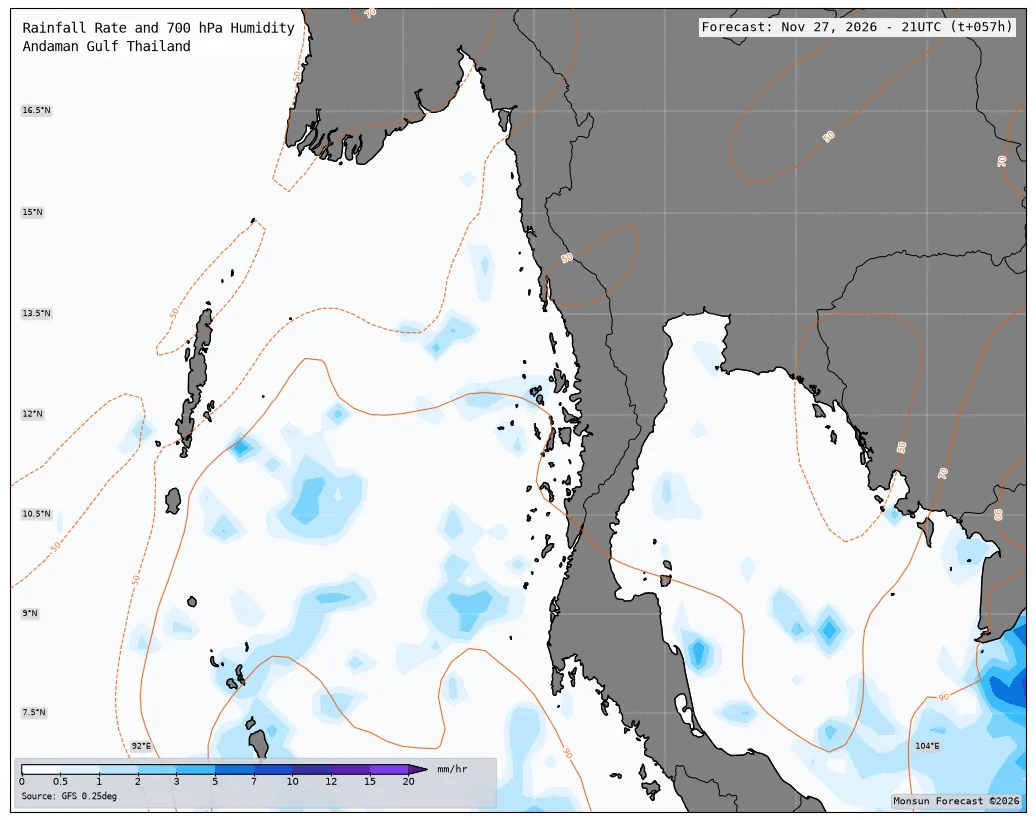 Rainfall Rate and 700 hPa Humidity
Andaman Gulf Thailand
Forecast: Nov 27, 2026 - 21UTC (t+057h)
70
50
16.5°N
50
70
15°N
50
50
13.5°N
12°N
50
70
10.5°N
90
50
50
9°N
90
7.5°N
92°E
104°E
90
0 0.5 1 2 3 5 7 10 12 15 20 mm/hr
Source: GFS 0.25deg
Monsun Forecast ©2026